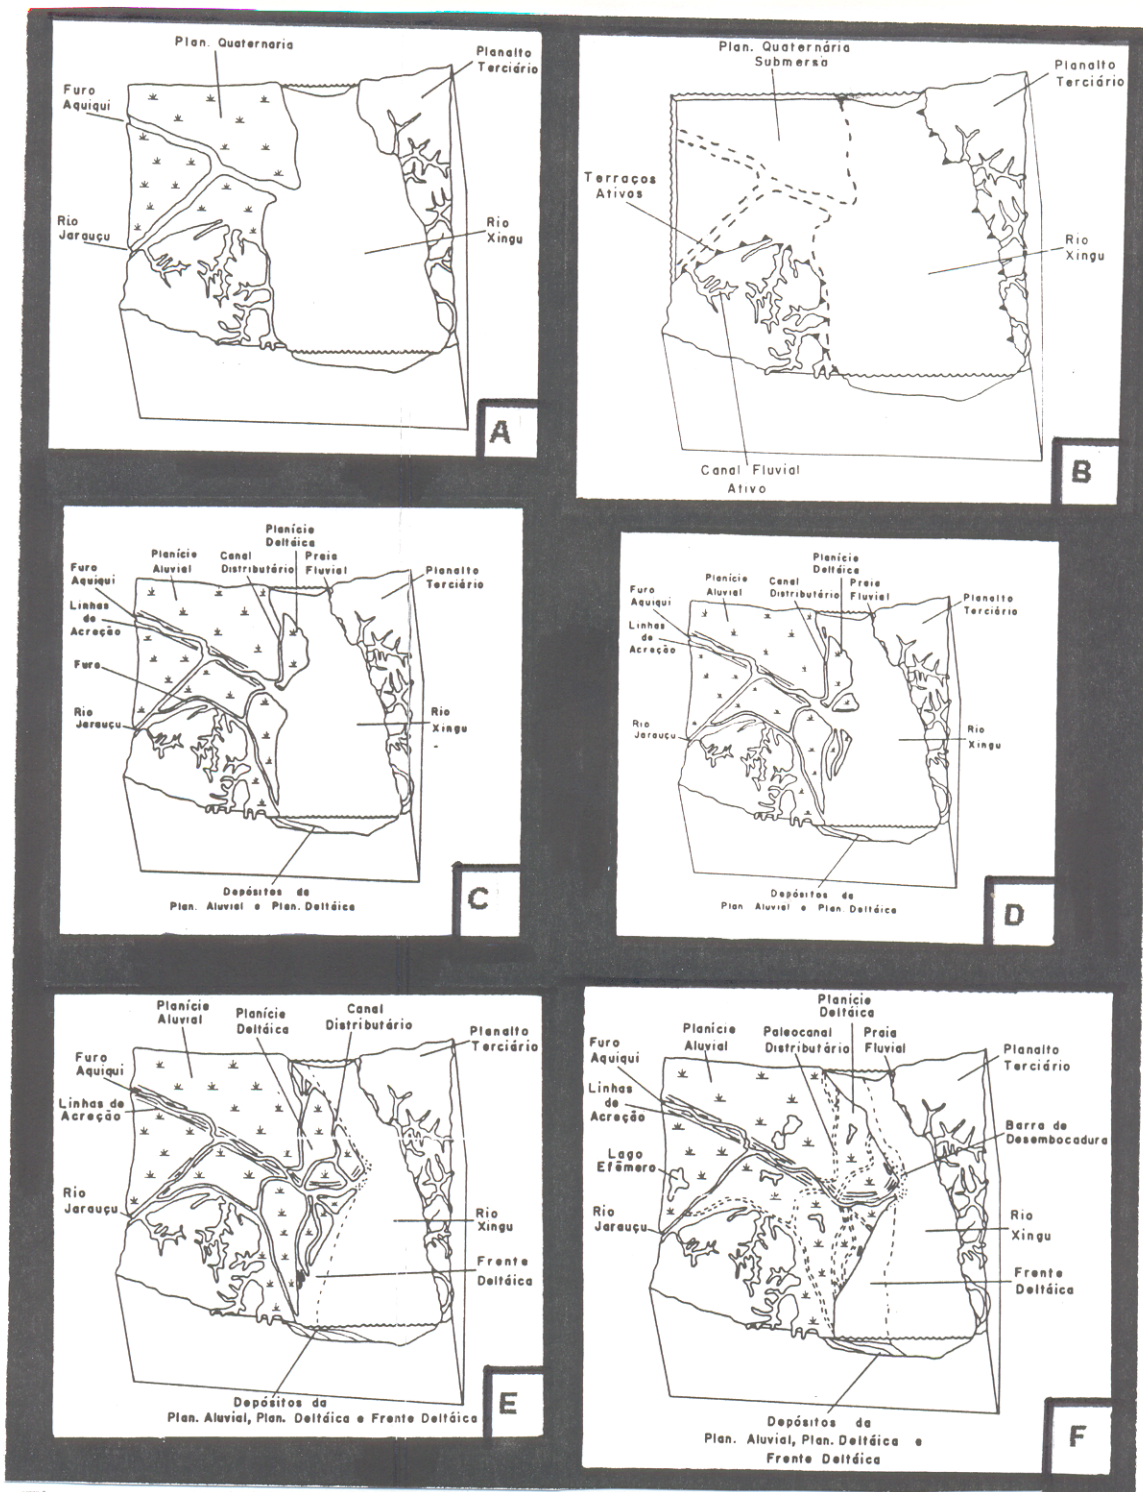 Plan. Quaternaria
Planalto
Terciário
Furo
Aquiqui
Rio
Jarauçu
Rio
Xingu
A
Plan. Quaternária
Submersa
Planalto
Terciário
Terraços
Ativos
Rio
Xingu
Canal Fluvial
Ativo
B
Planície
Deltáica
Planície
Aluvial
Canal
Distributário
Praia
Fluvial
Planalto
Terciário
Furo
Aquiqui
Linhas
de
Acreção
Furo
Rio
Jarauçu
Rio
Xingu
Depósitos da
Plan. Aluvial e Plan. Deltáica
C
Planície
Deltáica
Planície
Aluvial
Canal
Distributário
Praia
Fluvial
Planalto
Terciário
Furo
Aquiqui
Linhas
de
Acreção
Rio
Jarauçu
Rio
Xingu
Depósitos da
Plan. Aluvial e Plan. Deltáica
D
Planície
Aluvial
Planície
Deltáica
Canal
Distributário
Planalto
Terciário
Furo
Aquiqui
Linhas de
Acreção
Rio
Jarauçu
Rio
Xingu
Frente
Deltáica
Depósitos da
Plan. Aluvial, Plan. Deltáica e Frente Deltáica
E
Planície
Deltáica
Planície
Aluvial
Paleocanal
Distributário
Praia
Fluvial
Planalto
Terciário
Furo
Aquiqui
Linhas
de
Acreção
Barra de
Desembocadura
Lago
Efêmero
Rio
Jarauçu
Rio
Xingu
Frente
Deltáica
Depósitos da
Plan. Aluvial, Plan. Deltáica e
Frente Deltáica
F